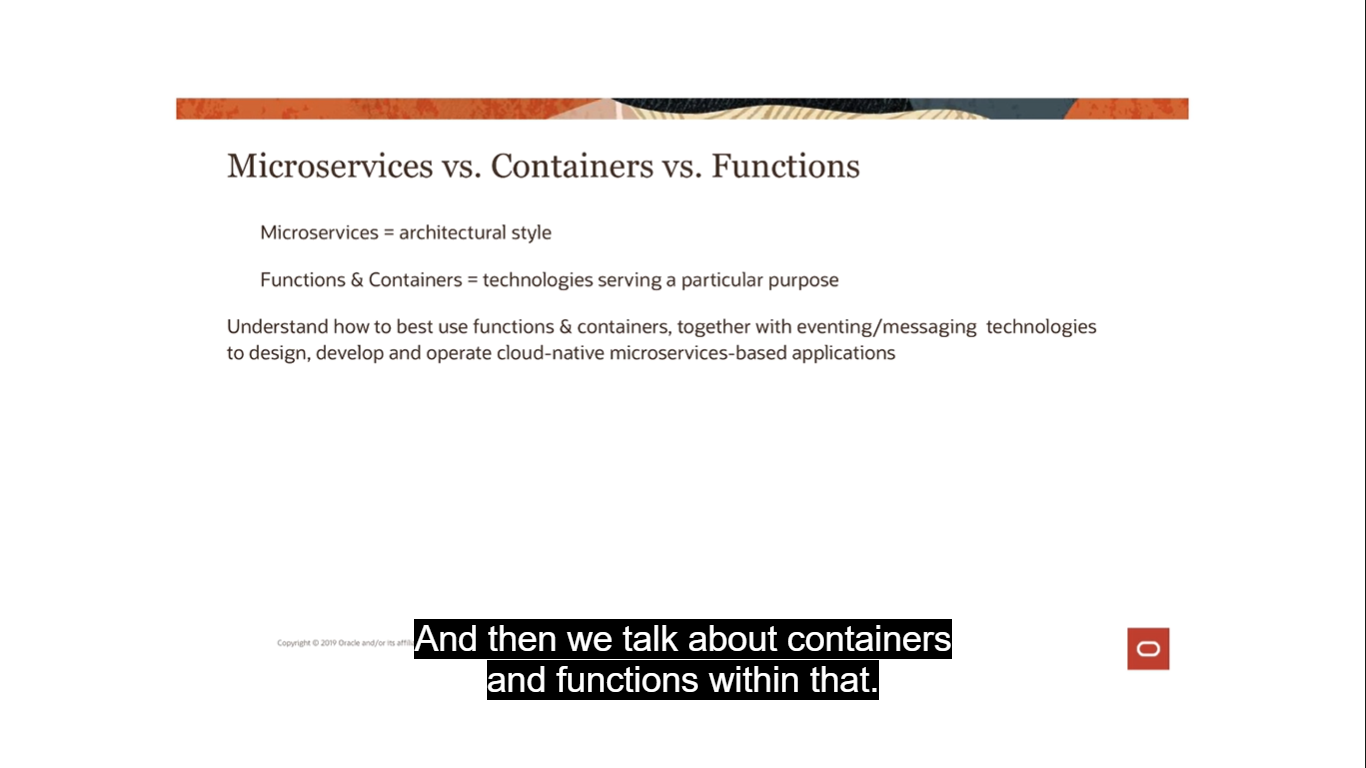 Microservices vs. Containers vs. Functions
Microservices = architectural style
Functions & Containers = technologies serving a particular purpose
Understand how to best use functions & containers, together with eventing/messaging technologies
to design, develop and operate cloud-native microservices-based applications
Copyright © 2019 Oracle and/or its
And then we talk about containers
and functions within that.